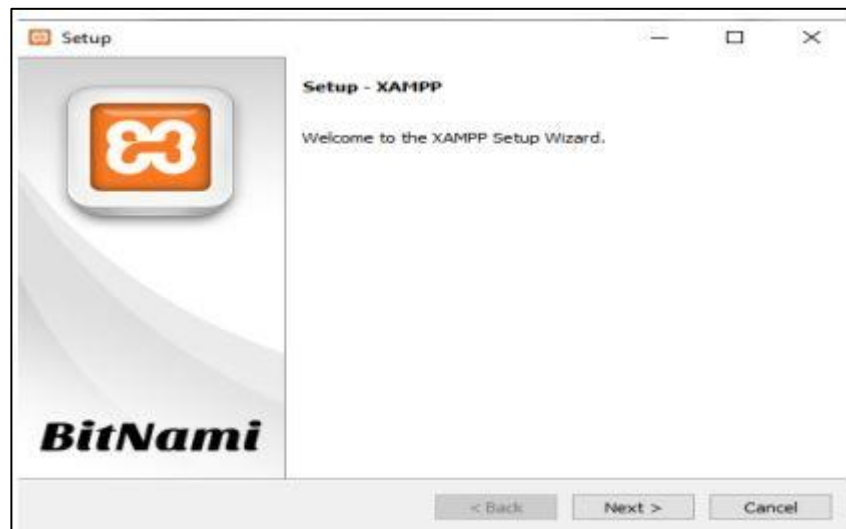 Setup
Setup - XAMPP
Welcome to the XAMPP Setup Wizard.
BitNami
< Back
Next >
Cancel